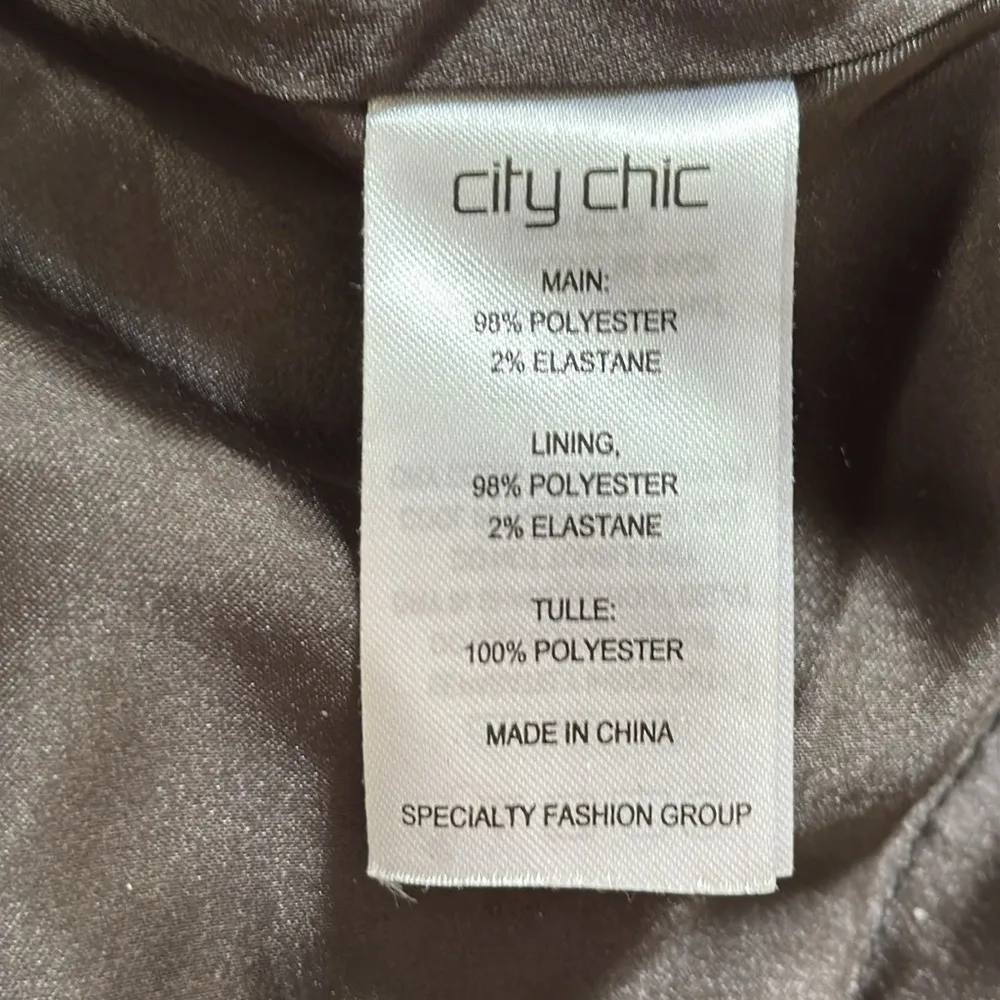 city chic
MAIN:
98% POLYESTER
2% ELASTANE
LINING,
98% POLYESTER
2% ELASTANE
TULLE:
100% POLYESTER
MADE IN CHINA
SPECIALTY FASHION GROUP